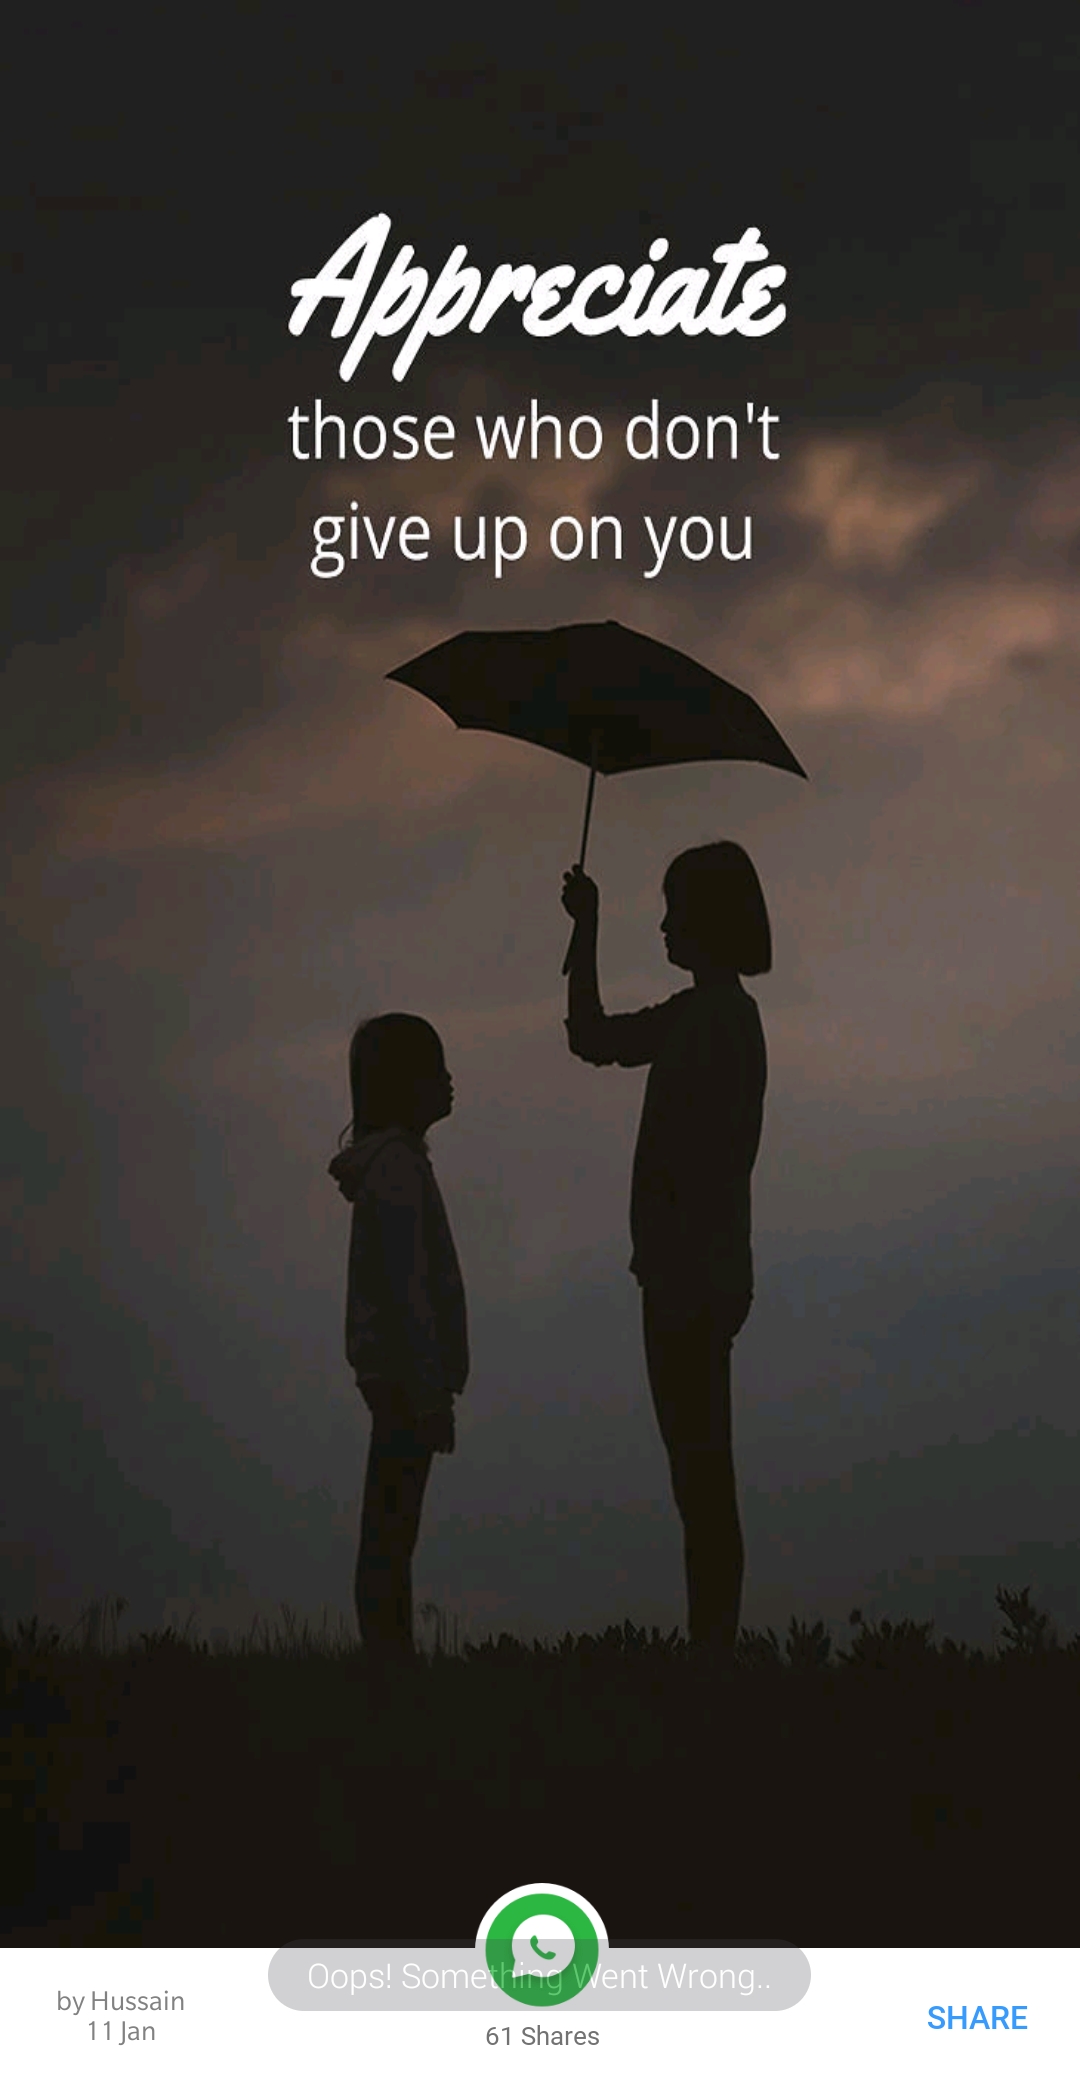 Appreciate
those who don't
give up on you
Oops! Something Went Wrong..
by Hussain
11 Jan
61 Shares
SHARE